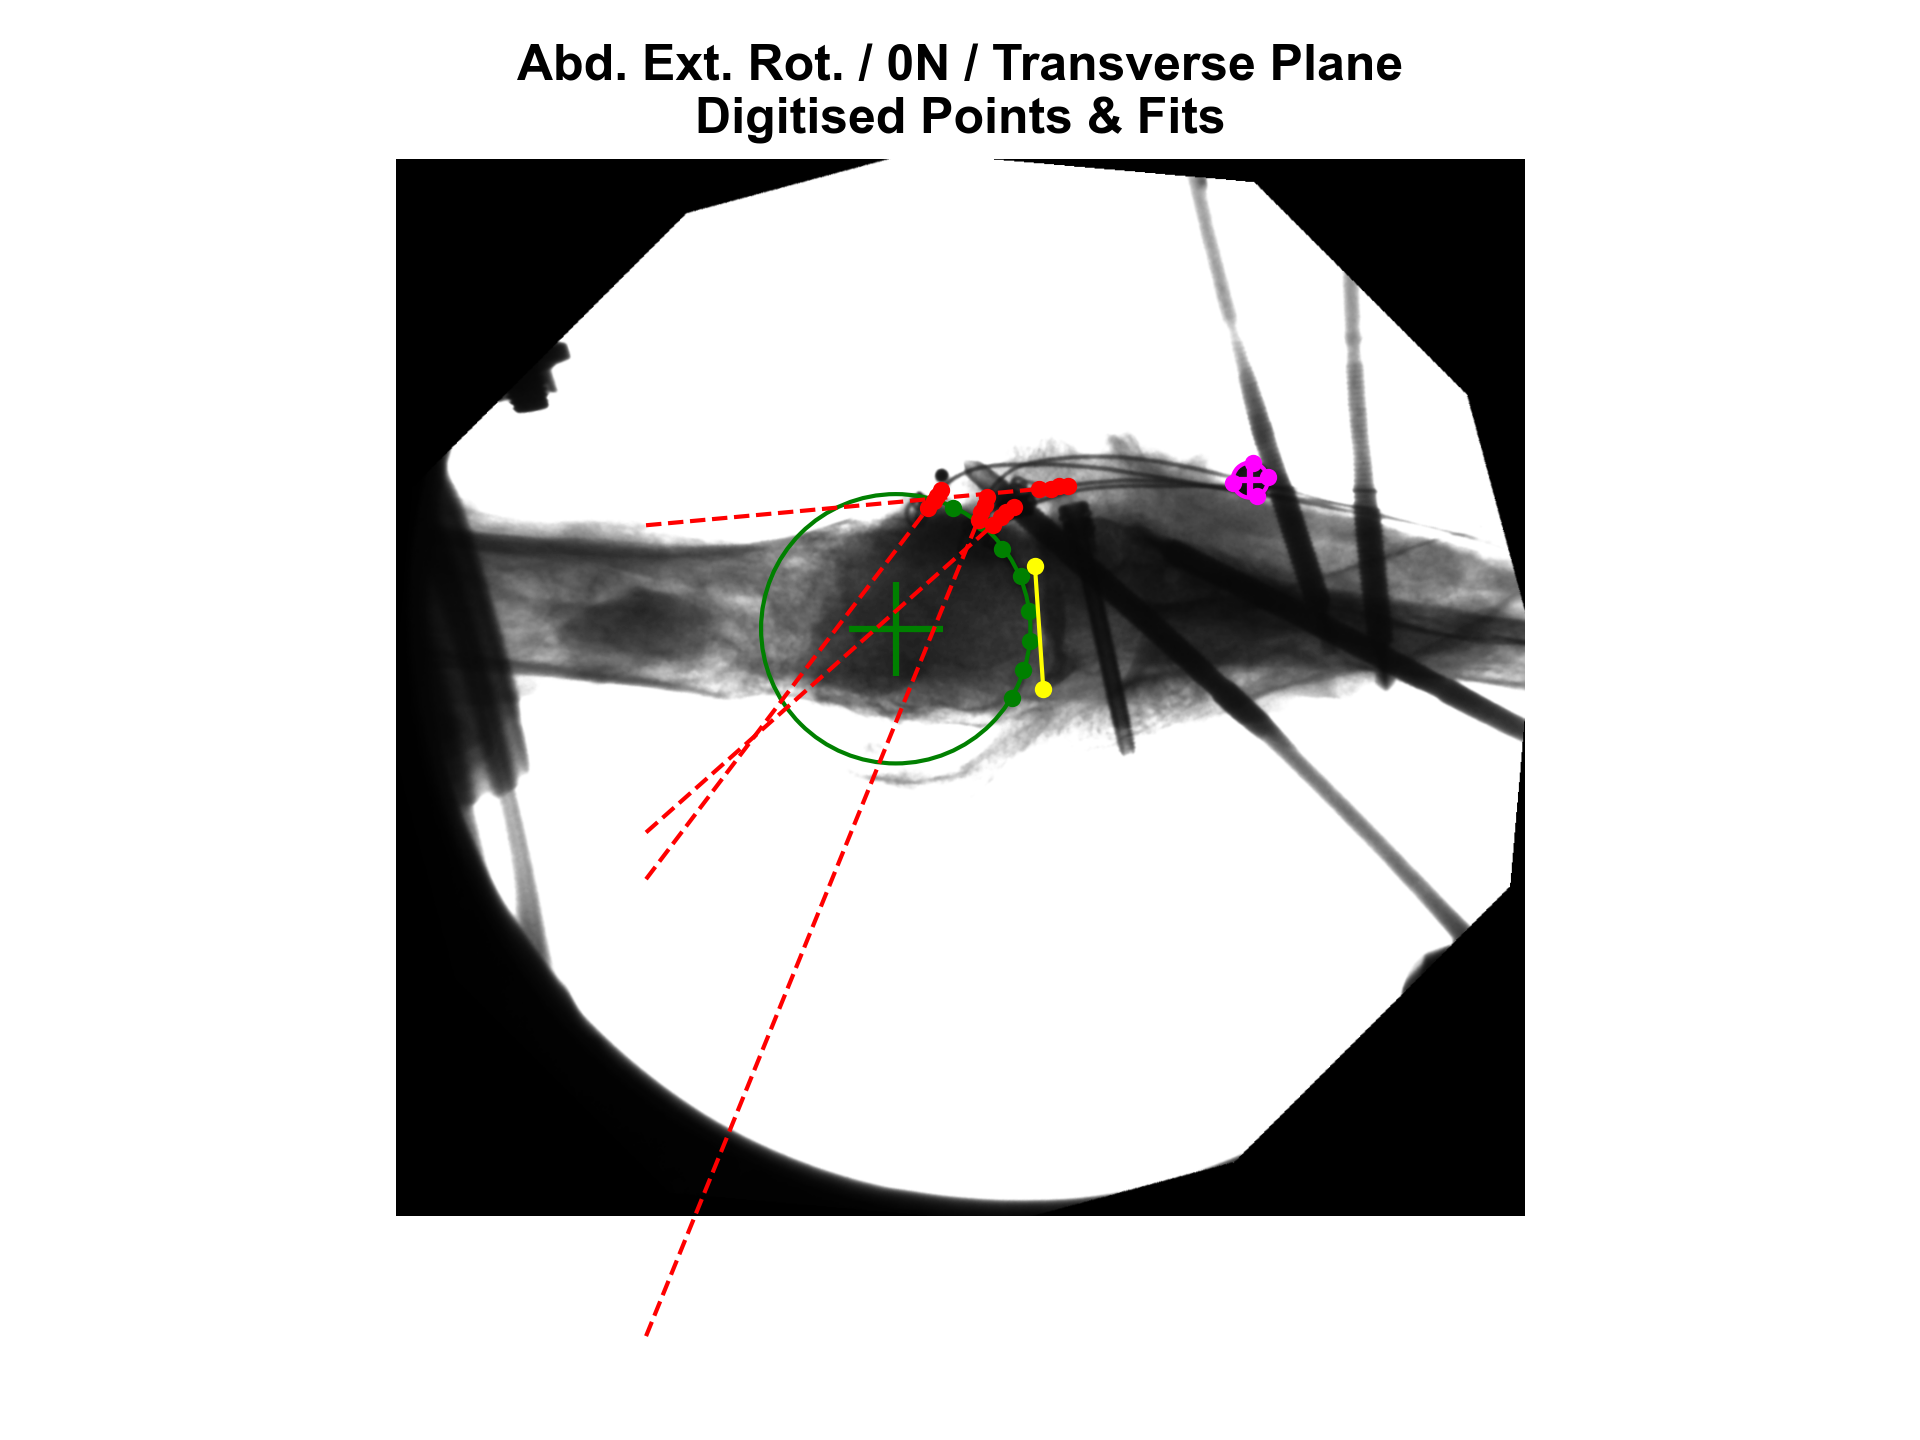 Abd. Ext. Rot. / 0N / Transverse Plane
Digitised Points & Fits